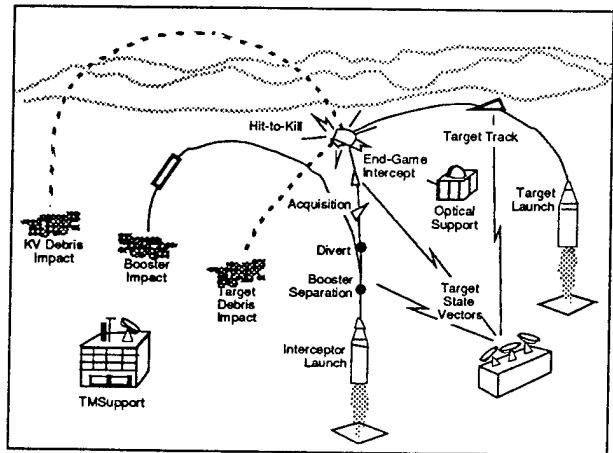 Hit-to-Kill
Target Track
End-Game
Intercept
Acquisition
Optical
Support
Target
Launch
KV Debris
Impact
Booster
Impact
Target
Debris
Impact
Divert
Booster
Separation
Target
State
Vectors
Interceptor
Launch
TMSupport